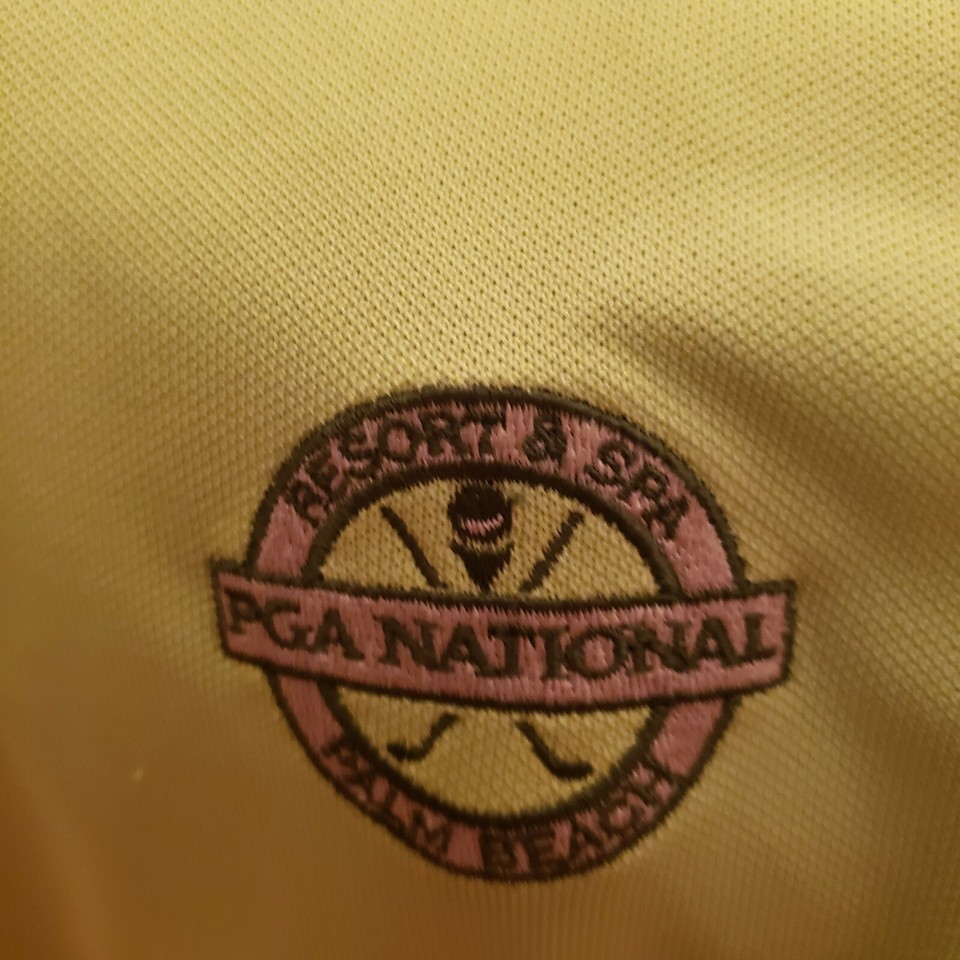 RESORT & SPA
PGA NATIONAL
PALM BEACH